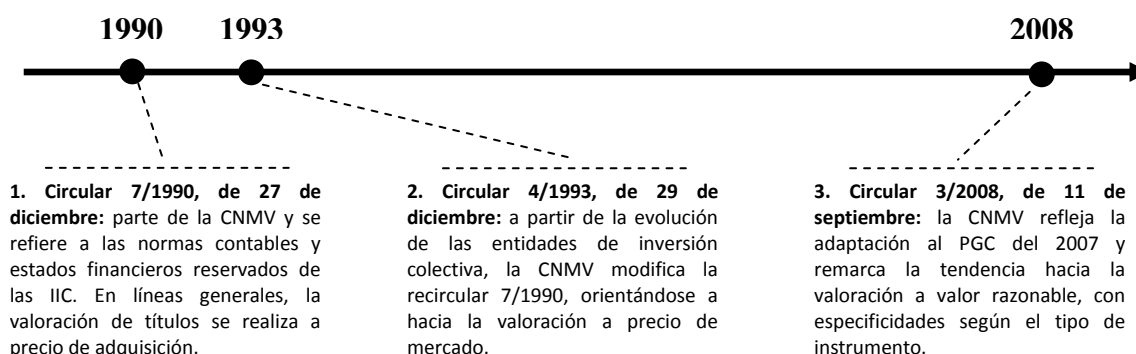 1990
1993
2008
1. Circular 7/1990, de 27 de
diciembre: parte de la CNMV y se
refiere a las normas contables y
estados financieros reservados de
las IIC. En líneas generales, la
valoración de títulos se realiza a
precio de adquisición.
2. Circular 4/1993, de 29 de
diciembre: a partir de la evolución
de las entidades de inversión
colectiva, la CNMV modifica la
recircular 7/1990, orientándose a
hacia la valoración a precio de
mercado.
3. Circular 3/2008, de 11 de
septiembre: la CNMV refleja la
adaptación al PGC del 2007 y
remarca la tendencia hacia la
valoración a valor razonable, con
especificidades según el tipo de
instrumento.